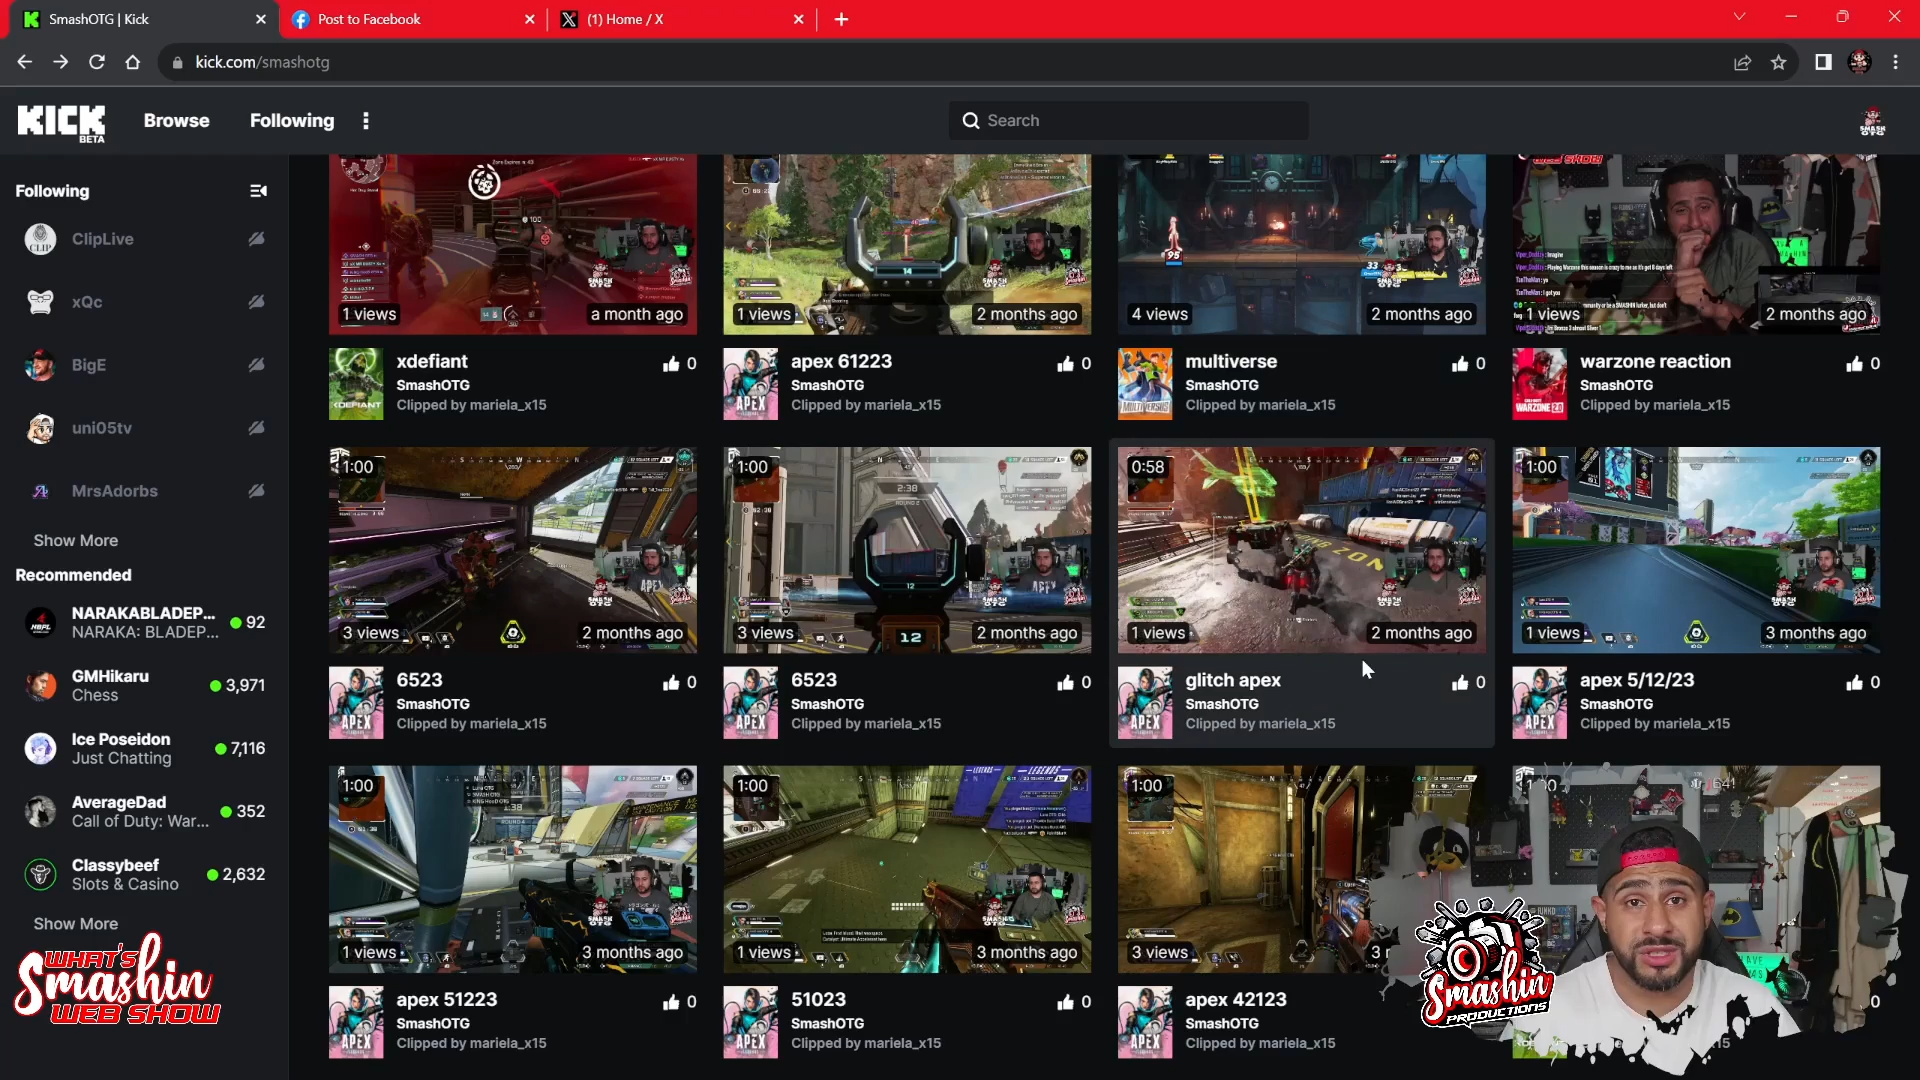 SmashOTG | Kick
Post to Facebook
(1) Home / X
kick.com/smashotg
KICK
BETA
Browse
Following
Search
Following
ClipLive
xQc
BigE
uni05tv
MrsAdorbs
Show More
Recommended
NARAKABLADEP... 92
NARAKA: BLADEP...
GMHikaru 3,971
Chess
Ice Poseidon 7,116
Just Chatting
AverageDad 352
Call of Duty: War...
Classybeef 2,632
Slots & Casino
Show More
WHAT'S
Smashin
WEB SHOW
1 views a month ago
xdefiant 0
SmashOTG
Clipped by mariela_x15
1 views 2 months ago
apex 61223 0
SmashOTG
Clipped by mariela_x15
4 views 2 months ago
multiverse 0
SmashOTG
Clipped by mariela_x15
1 views 2 months ago
warzone reaction 0
SmashOTG
Clipped by mariela_x15
1:00
3 views 2 months ago
6523 0
SmashOTG
Clipped by mariela_x15
1:00
3 views 2 months ago
6523 0
SmashOTG
Clipped by mariela_x15
0:58
1 views 2 months ago
glitch apex 0
SmashOTG
Clipped by mariela_x15
1:00
1 views 3 months ago
apex 5/12/23 0
SmashOTG
Clipped by mariela_x15
1:00
1 views 3 months ago
apex 51223 0
SmashOTG
Clipped by mariela_x15
1:00
1 views 3 months ago
51023 0
SmashOTG
Clipped by mariela_x15
1:00
3 views
apex 42123
SmashOTG
Clipped by mariela_x15
1:00
Smashin
PRODUCTIONS